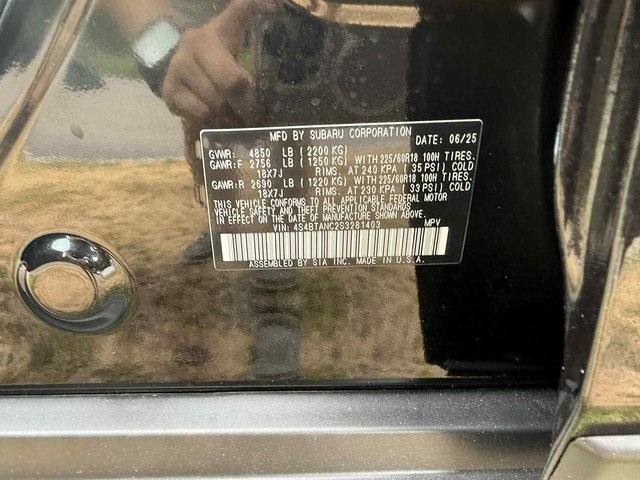 MFD BY SUBARU CORPORATION DATE: 06/25
GVWR: 4850 LB (2200 KG)
GAWR:F 2756 LB (1250 KG) WITH 225/60R18 100H TIRES.
18X7J RIMS. AT 240 KPA (35 PSI) COLD
GAWR:R 2690 LB (1220 KG) WITH 225/60R18 100H TIRES.
18X7J RIMS. AT 230 KPA (33 PSI) COLD
THIS VEHICLE CONFORMS TO ALL APPLICABLE FEDERAL MOTOR
VEHICLE SAFETY AND THEFT PREVENTION STANDARDS
IN EFFECT ON THE DATE OF MANUFACTURE SHOWN ABOVE.
VIN: 4S4BTANC2S3281403 MPV
ASSEMBLED BY SIA INC. MADE IN U.S.A.